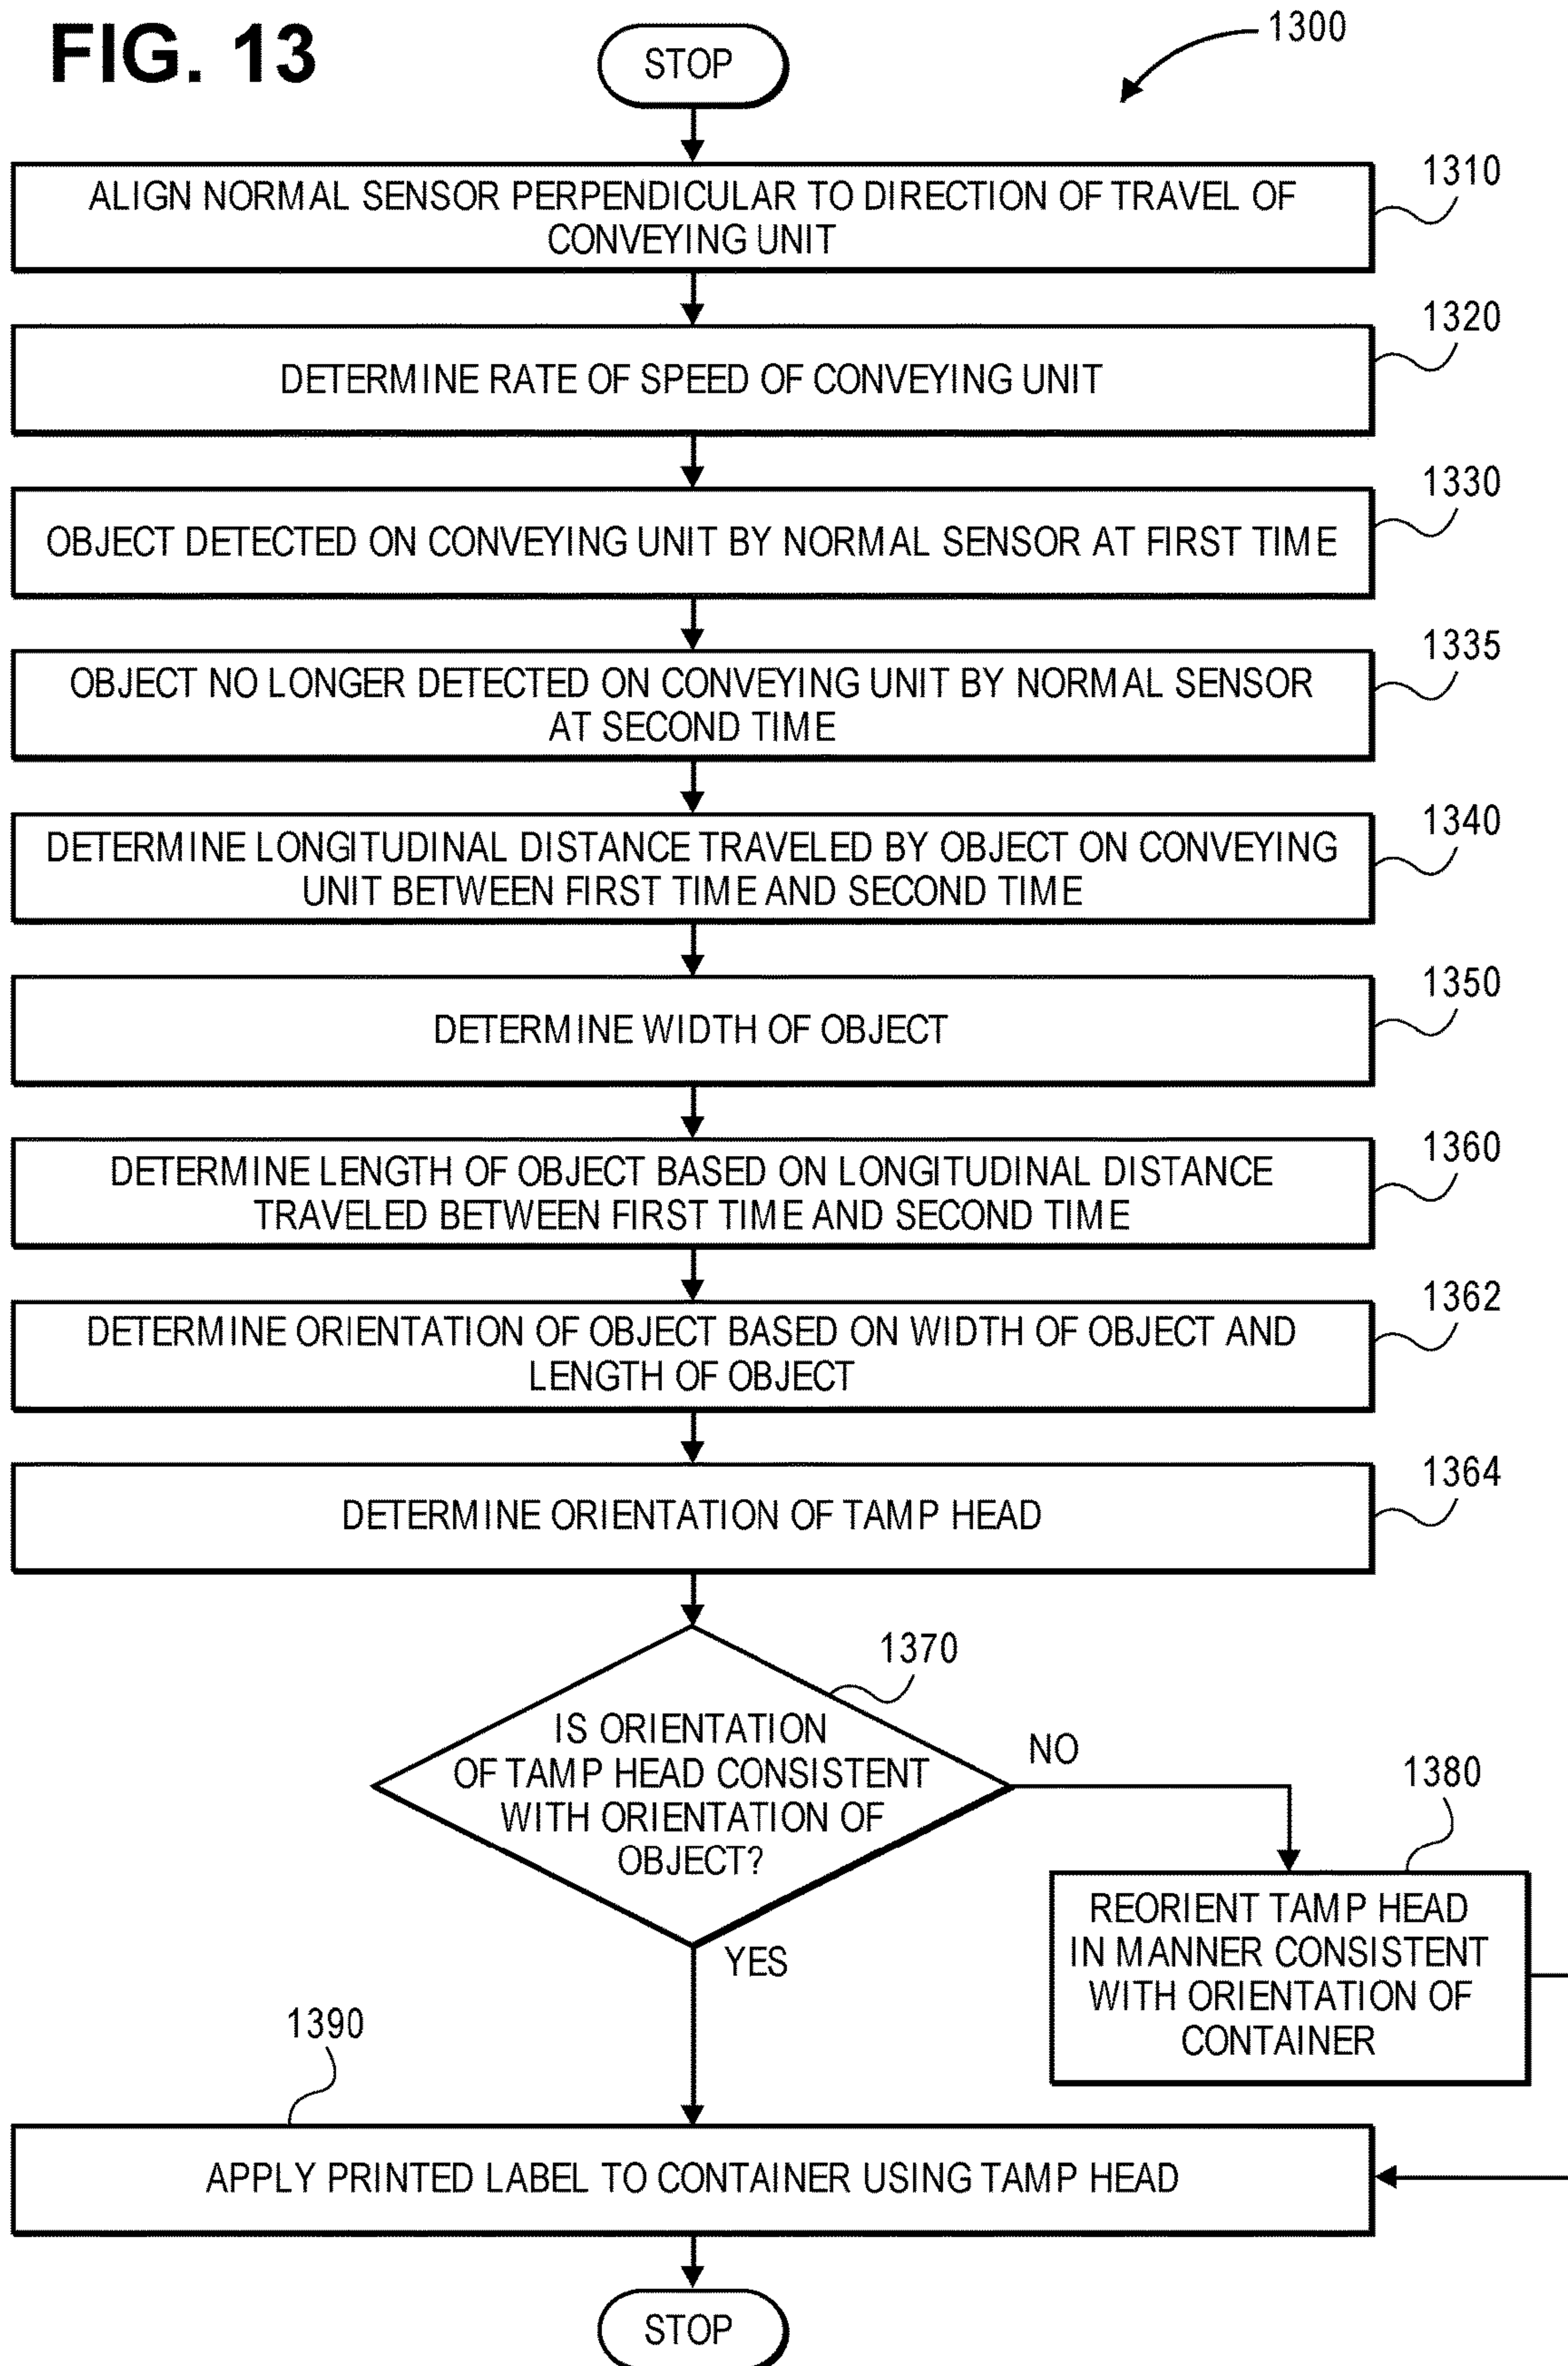 FIG. 13
STOP
1300
1310
ALIGN NORMAL SENSOR PERPENDICULAR TO DIRECTION OF TRAVEL OF
CONVEYING UNIT
1320
DETERMINE RATE OF SPEED OF CONVEYING UNIT
1330
OBJECT DETECTED ON CONVEYING UNIT BY NORMAL SENSOR AT FIRST TIME
1335
OBJECT NO LONGER DETECTED ON CONVEYING UNIT BY NORMAL SENSOR
AT SECOND TIME
1340
DETERMINE LONGITUDINAL DISTANCE TRAVELED BY OBJECT ON CONVEYING
UNIT BETWEEN FIRST TIME AND SECOND TIME
1350
DETERMINE WIDTH OF OBJECT
1360
DETERMINE LENGTH OF OBJECT BASED ON LONGITUDINAL DISTANCE
TRAVELED BETWEEN FIRST TIME AND SECOND TIME
1362
DETERMINE ORIENTATION OF OBJECT BASED ON WIDTH OF OBJECT AND
LENGTH OF OBJECT
1364
DETERMINE ORIENTATION OF TAMP HEAD
1370
IS ORIENTATION
OF TAMP HEAD CONSISTENT
WITH ORIENTATION OF
OBJECT?
NO
1380
REORIENT TAMP HEAD
IN MANNER CONSISTENT
WITH ORIENTATION OF
CONTAINER
YES
1390
APPLY PRINTED LABEL TO CONTAINER USING TAMP HEAD
STOP